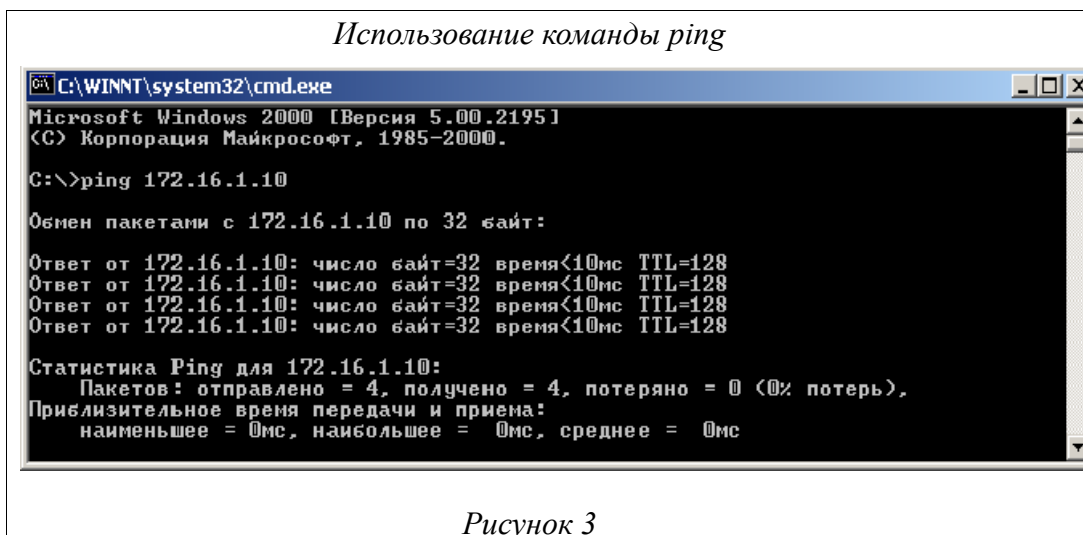 Использование команды ping
C:\WINNT\system32\cmd.exe
Microsoft Windows 2000 [Версия 5.00.2195]
(C) Корпорация Майкрософт, 1985-2000.
C:\>ping 172.16.1.10
Обмен пакетами с 172.16.1.10 по 32 байт:
Ответ от 172.16.1.10: число байт=32 время<10мс TTL=128
Ответ от 172.16.1.10: число байт=32 время<10мс TTL=128
Ответ от 172.16.1.10: число байт=32 время<10мс TTL=128
Ответ от 172.16.1.10: число байт=32 время<10мс TTL=128
Статистика Ping для 172.16.1.10:
Пакетов: отправлено = 4, получено = 4, потеряно = 0 (0% потерь),
Приблизительное время передачи и приема:
наименьшее = 0мс, наибольшее =  0мс, среднее =  0мс
Рисунок 3